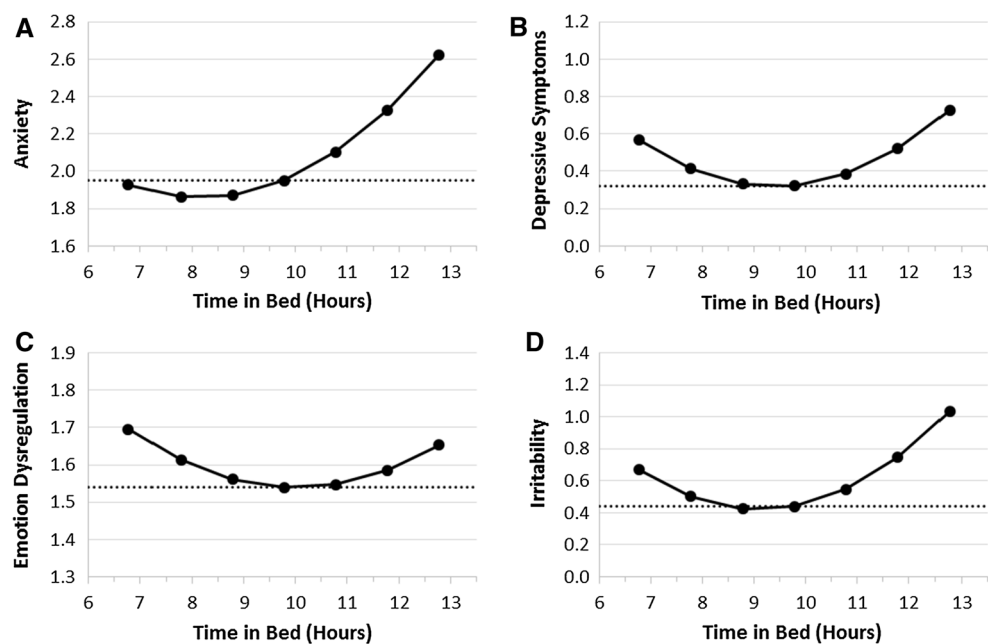 A
Anxiety
2.8
2.6
2.4
2.2
2.0
1.8
1.6
6 7 8 9 10 11 12 13
Time in Bed (Hours)
B
Depressive Symptoms
1.2
1.0
0.8
0.6
0.4
0.2
0.0
6 7 8 9 10 11 12 13
Time in Bed (Hours)
C
Emotion Dysregulation
1.9
1.8
1.7
1.6
1.5
1.4
1.3
6 7 8 9 10 11 12 13
Time in Bed (Hours)
D
Irritability
1.4
1.2
1.0
0.8
0.6
0.4
0.2
0.0
6 7 8 9 10 11 12 13
Time in Bed (Hours)